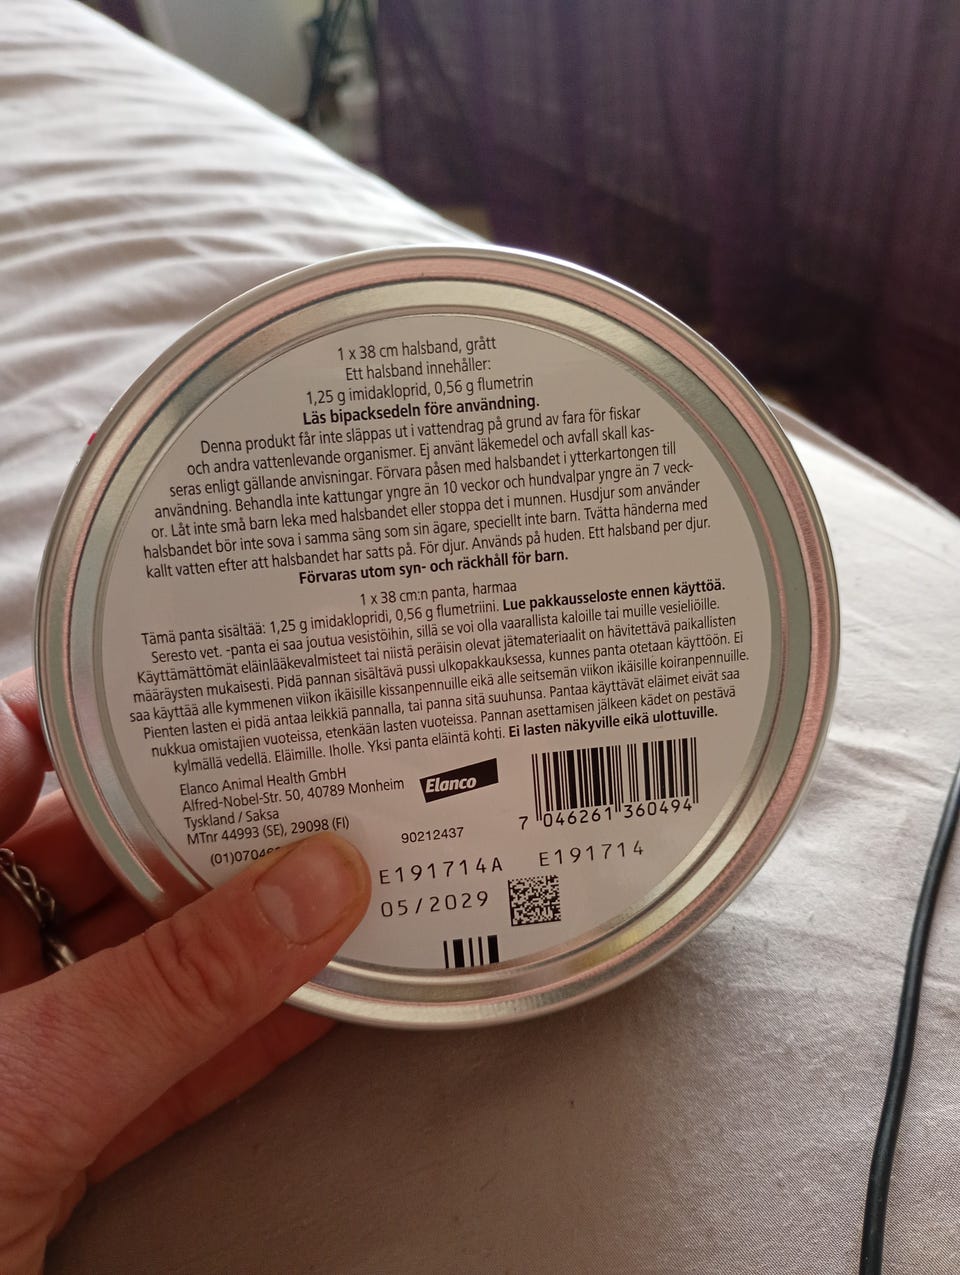 1 x 38 cm halsband, grått
Ett halsband innehåller:
1,25 g imidakloprid, 0,56 g flumetrin
Läs bipacksedeln före användning.
Denna produkt får inte släppas ut i vattendrag på grund av fara för fiskar
och andra vattenlevande organismer. Ej använt läkemedel och avfall skall kas-
seras enligt gällande anvisningar. Förvara påsen med halsbandet i ytterkartongen till
användning. Behandla inte kattungar yngre än 10 veckor och hundvalpar yngre än 7 veck-
or. Låt inte små barn leka med halsbandet eller stoppa det i munnen. Husdjur som använder
halsbandet bör inte sova i samma säng som sin ägare, speciellt inte barn. Tvätta händerna med
kallt vatten efter att halsbandet har satts på. För djur. Används på huden. Ett halsband per djur.
Förvaras utom syn- och räckhåll för barn.
1 x 38 cm:n panta, harmaa
Tämä panta sisältää: 1,25 g imidaklopridi, 0,56 g flumetriini. Lue pakkausseloste ennen käyttöä.
Seresto vet. -panta ei saa joutua vesistöihin, sillä se voi olla vaarallista kaloille tai muille vesieliöille.
Käyttämättömät eläinlääkevalmisteet tai niistä peräisin olevat jätemateriaalit on hävitettävä paikallisten
määräysten mukaisesti. Pidä pannan sisältävä pussi ulkopakkauksessa, kunnes panta otetaan käyttöön. Ei
saa käyttää alle kymmenen viikon ikäisille kissanpennuille eikä alle seitsemän viikon ikäisille koiranpennuille.
Pienten lasten ei pidä antaa leikkiä pannalla, tai panna sitä suuhunsa. Pantaa käyttävät eläimet eivät saa
nukkua omistajien vuoteissa, etenkään lasten vuoteissa. Pannan asettamisen jälkeen kädet on pestävä
kylmällä vedellä. Eläimille. Iholle. Yksi panta eläintä kohti. Ei lasten näkyville eikä ulottuville.
Elanco Animal Health GmbH
Alfred-Nobel-Str. 50, 40789 Monheim
Tyskland / Saksa
MTnr 44993 (SE), 29098 (FI)
Elanco
7 046261 360494
(01)0704
90212437
E191714A E191714
05/2029